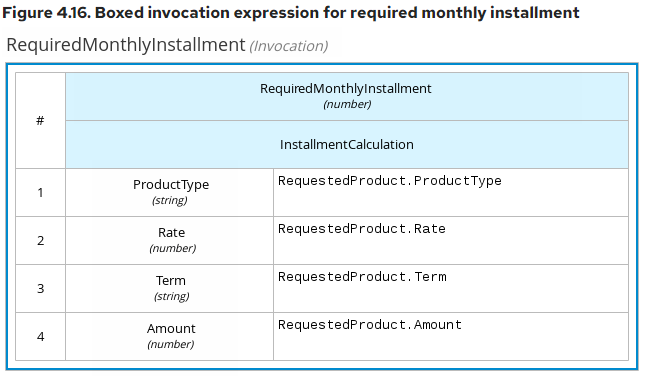 Figure 4.16. Boxed invocation expression for required monthly installment
RequiredMonthlyInstallment (Invocation)
#
RequiredMonthlyInstallment
(number)
InstallmentCalculation
1
ProductType
(string)
RequestedProduct.ProductType
2
Rate
(number)
RequestedProduct.Rate
3
Term
(string)
RequestedProduct.Term
4
Amount
(number)
RequestedProduct.Amount